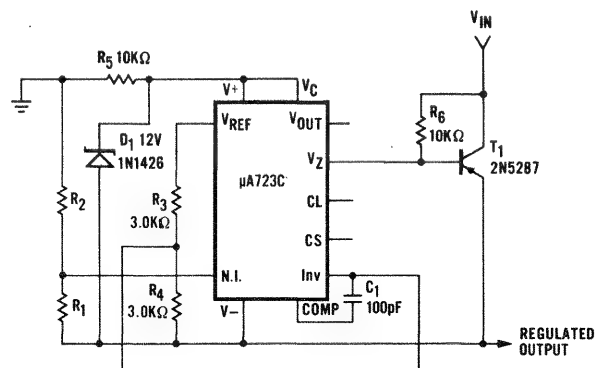 V_IN
R5 10KΩ
V+
VC
VREF
VOUT
R6
10KΩ
D1 12V
1N1426
T1
2N5287
VZ
µA723C
R2
R3
3.0KΩ
CL
CS
N.I.
Inv
R1
R4
3.0KΩ
C1
100pF
V−
COMP
REGULATED
OUTPUT